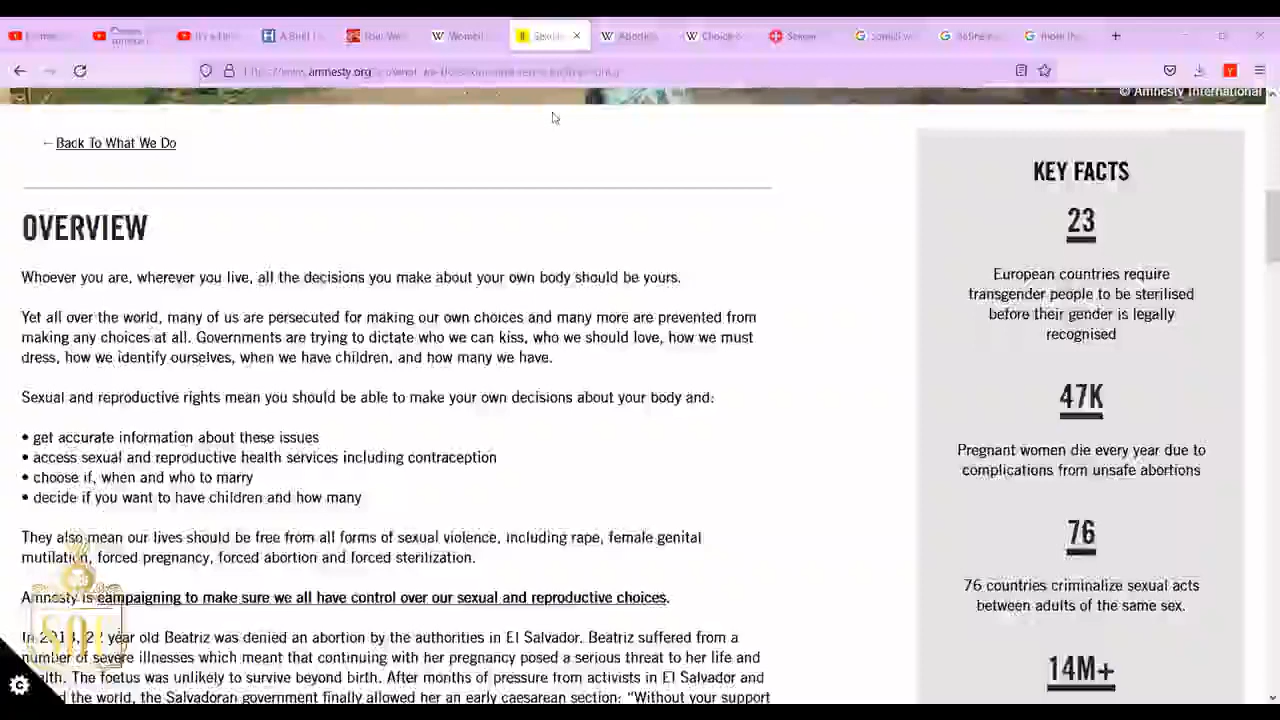 Your We
Women
Abortio
Choice
amnesty.org
© Amnesty International
← Back To What We Do
OVERVIEW
Whoever you are, wherever you live, all the decisions you make about your own body should be yours.
Yet all over the world, many of us are persecuted for making our own choices and many more are prevented from
making any choices at all. Governments are trying to dictate who we can kiss, who we should love, how we must
dress, how we identify ourselves, when we have children, and how many we have.
Sexual and reproductive rights mean you should be able to make your own decisions about your body and:
• get accurate information about these issues
• access sexual and reproductive health services including contraception
• choose if, when and who to marry
• decide if you want to have children and how many
They also mean our lives should be free from all forms of sexual violence, including rape, female genital
mutilation, forced pregnancy, forced abortion and forced sterilization.
Amnesty is campaigning to make sure we all have control over our sexual and reproductive choices.
In year old Beatriz was denied an abortion by the authorities in El Salvador. Beatriz suffered from a
number of severe illnesses which meant that continuing with her pregnancy posed a serious threat to her life and
The foetus was unlikely to survive beyond birth. After months of pressure from activists in El Salvador and
the world, the Salvadoran government finally allowed her an early caesarean section: “Without your support
SOF
KEY FACTS
23
European countries require
transgender people to be sterilised
before their gender is legally
recognised
47K
Pregnant women die every year due to
complications from unsafe abortions
76
76 countries criminalize sexual acts
between adults of the same sex.
14M+